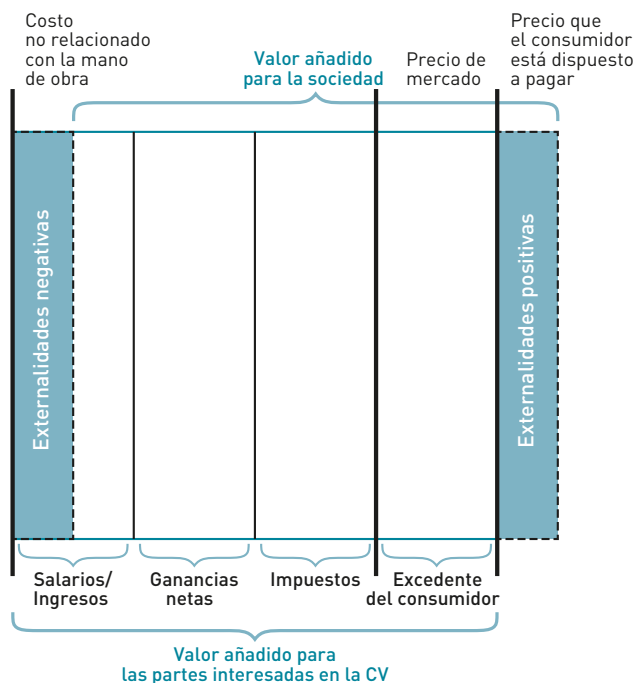 Costo
no relacionado
con la mano
de obra
Valor añadido
para la sociedad
Precio de
mercado
Precio que
el consumidor
está dispuesto
a pagar
Externalidades negativas
Externalidades positivas
Salarios/
Ingresos
Ganancias
netas
Impuestos
Excedente
del consumidor
Valor añadido para
las partes interesadas en la CV